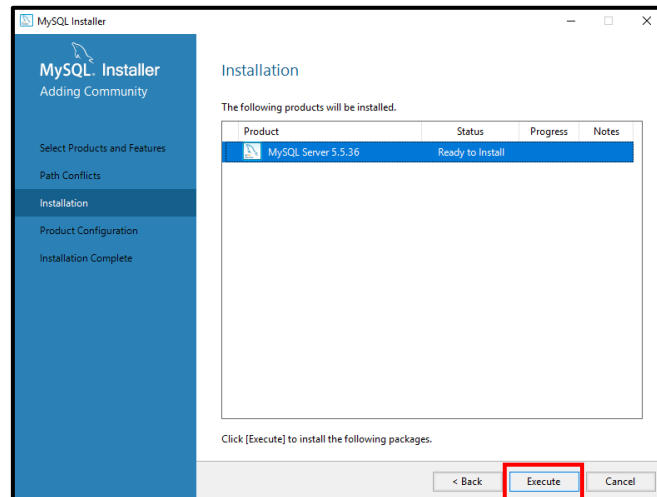 MySQL Installer
MySQL. Installer
Adding Community
Select Products and Features
Path Conflicts
Installation
Product Configuration
Installation Complete
Installation
The following products will be installed.
Product Status Progress Notes
MySQL Server 5.5.36 Ready to Install
Click [Execute] to install the following packages.
< Back Execute Cancel